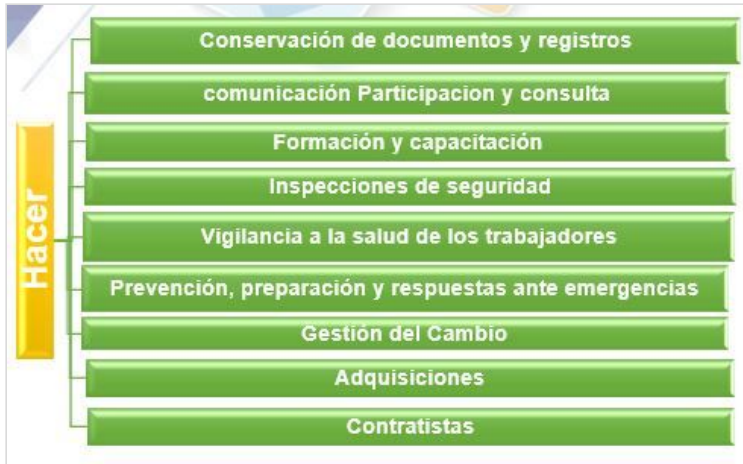 Conservación de documentos y registros
comunicación Participacion y consulta
Formación y capacitación
Inspecciones de seguridad
Hacer
Vigilancia a la salud de los trabajadores
Prevención, preparación y respuestas ante emergencias
Gestión del Cambio
Adquisiciones
Contratistas